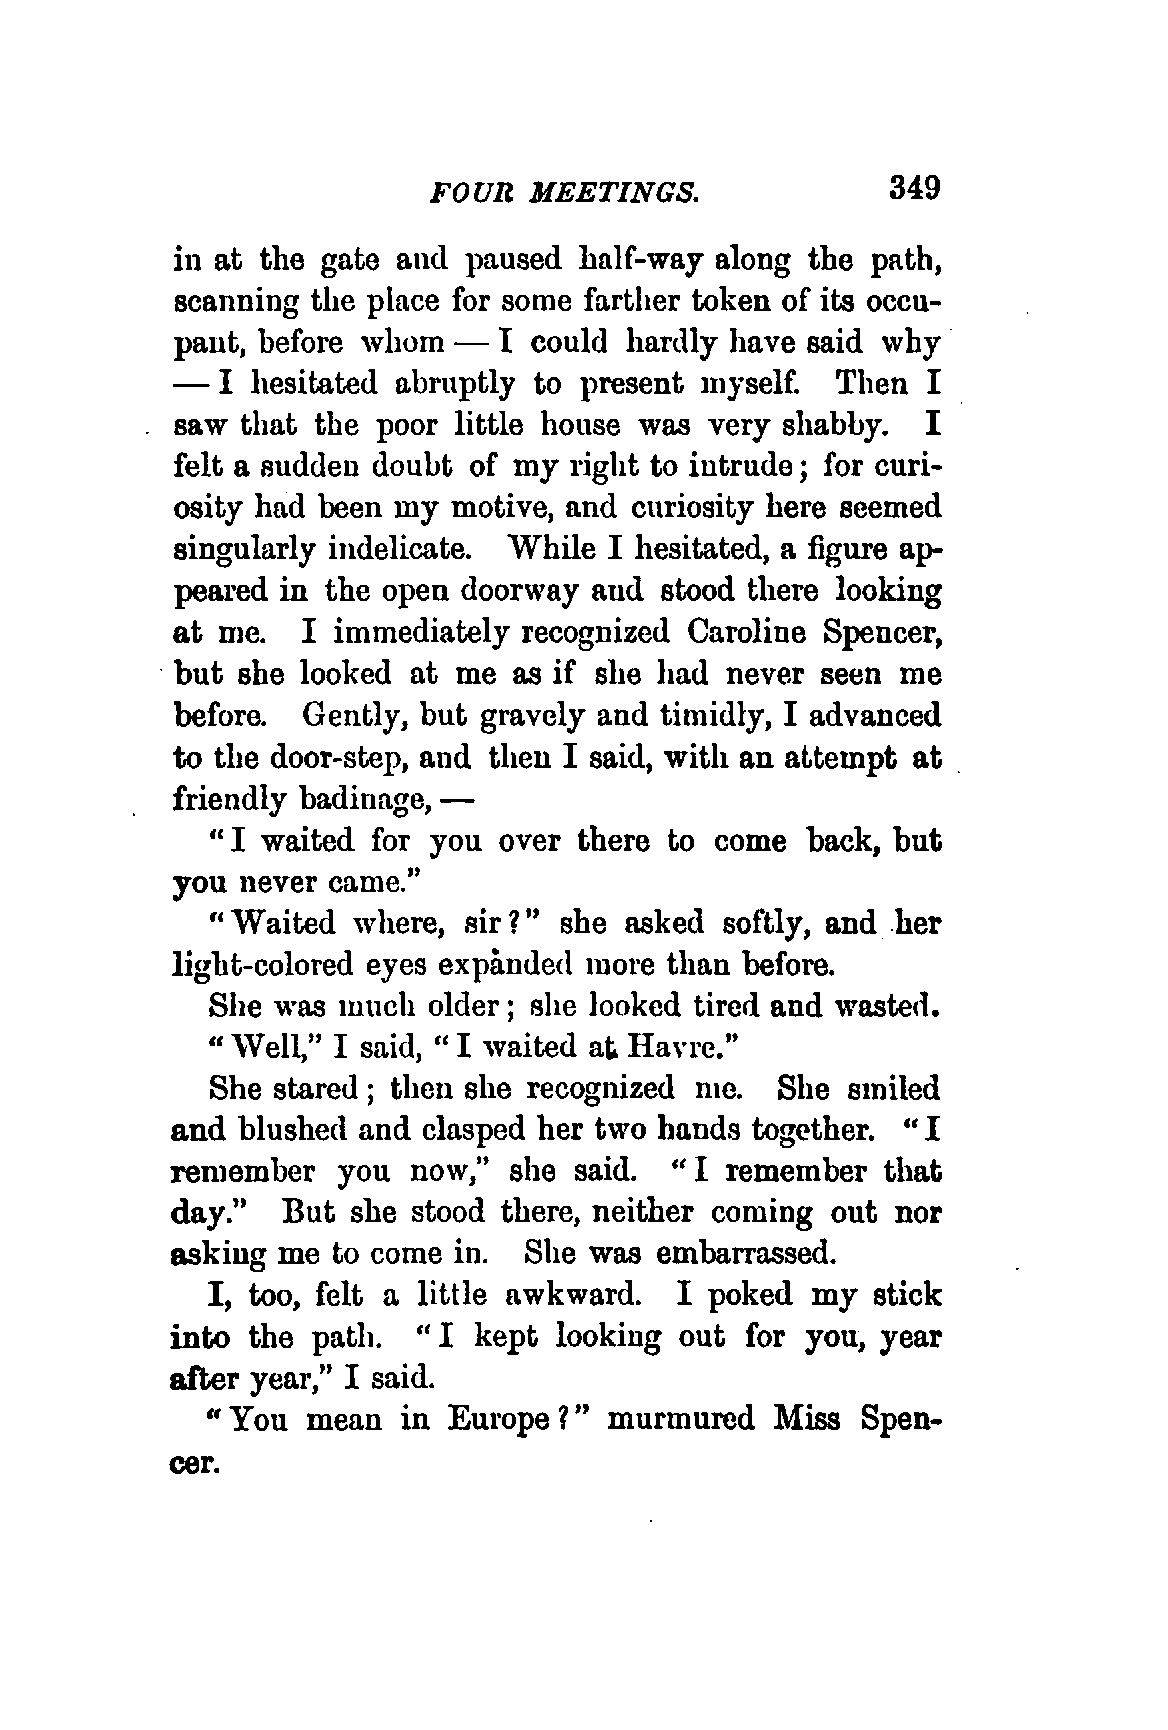 FOUR MEETINGS. 349
in at the gate and paused half-way along the path,
scanning the place for some farther token of its occu-
pant, before whom — I could hardly have said why
— I hesitated abruptly to present myself. Then I
saw that the poor little house was very shabby. I
felt a sudden doubt of my right to intrude; for curi-
osity had been my motive, and curiosity here seemed
singularly indelicate. While I hesitated, a figure ap-
peared in the open doorway and stood there looking
at me. I immediately recognized Caroline Spencer,
but she looked at me as if she had never seen me
before. Gently, but gravely and timidly, I advanced
to the door-step, and then I said, with an attempt at
friendly badinage, —
"I waited for you over there to come back, but
you never came."
"Waited where, sir?" she asked softly, and her
light-colored eyes expanded more than before.
She was much older; she looked tired and wasted.
"Well," I said, "I waited at Havre."
She stared; then she recognized me. She smiled
and blushed and clasped her two hands together. "I
remember you now," she said. "I remember that
day." But she stood there, neither coming out nor
asking me to come in. She was embarrassed.
I, too, felt a little awkward. I poked my stick
into the path. "I kept looking out for you, year
after year," I said.
"You mean in Europe?" murmured Miss Spen-
cer.